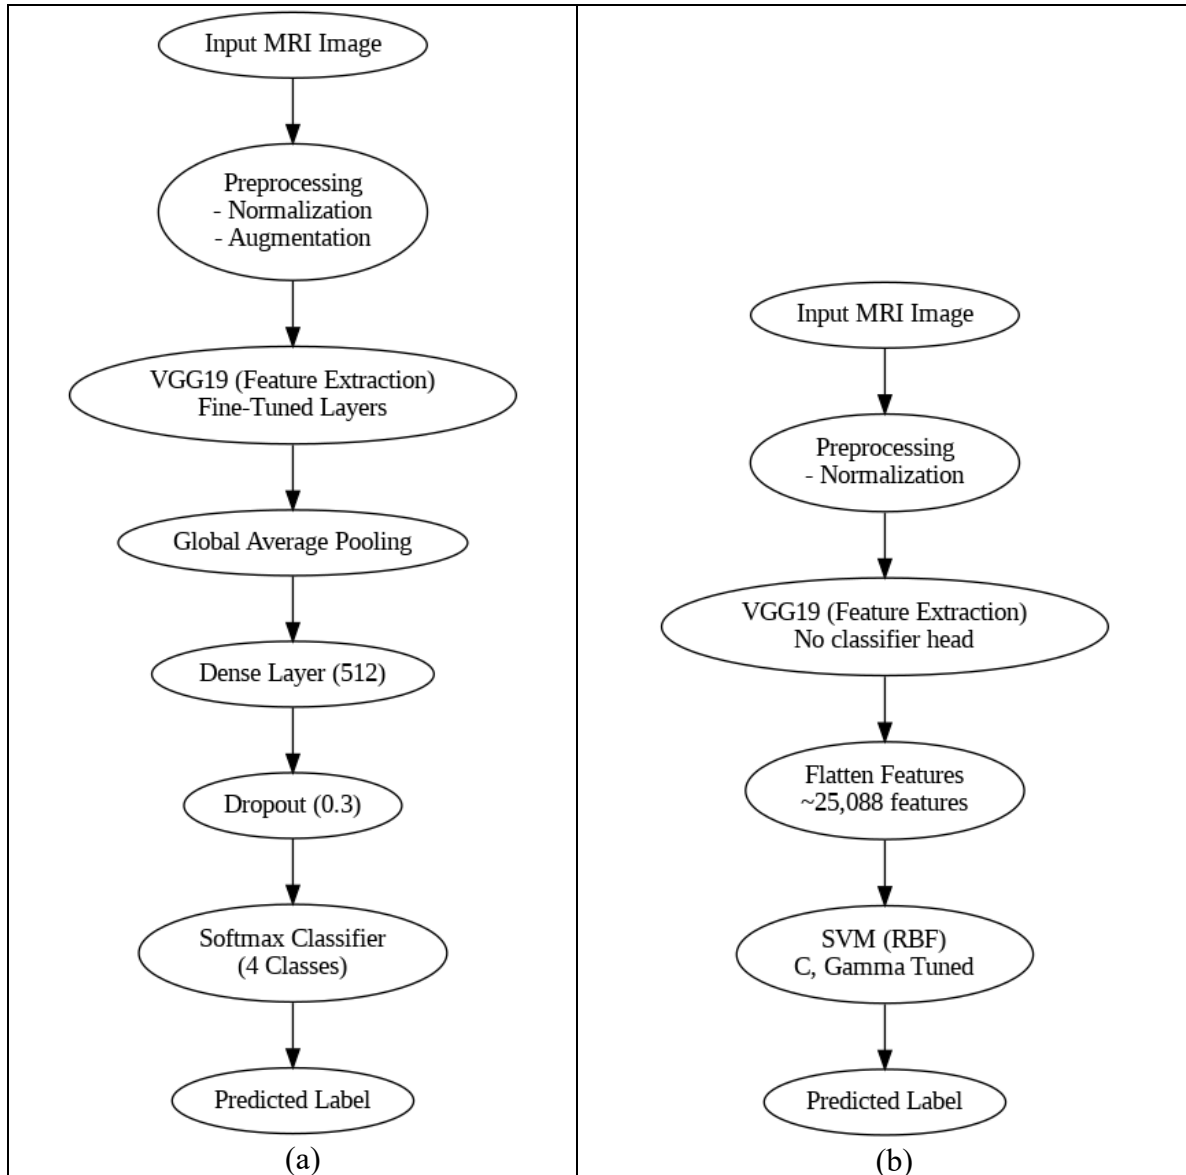 Input MRI Image
Preprocessing
- Normalization
- Augmentation
VGG19 (Feature Extraction)
Fine-Tuned Layers
Global Average Pooling
Dense Layer (512)
Dropout (0.3)
Softmax Classifier
(4 Classes)
Predicted Label
(a)
Input MRI Image
Preprocessing
- Normalization
VGG19 (Feature Extraction)
No classifier head
Flatten Features
~25,088 features
SVM (RBF)
C, Gamma Tuned
Predicted Label
(b)